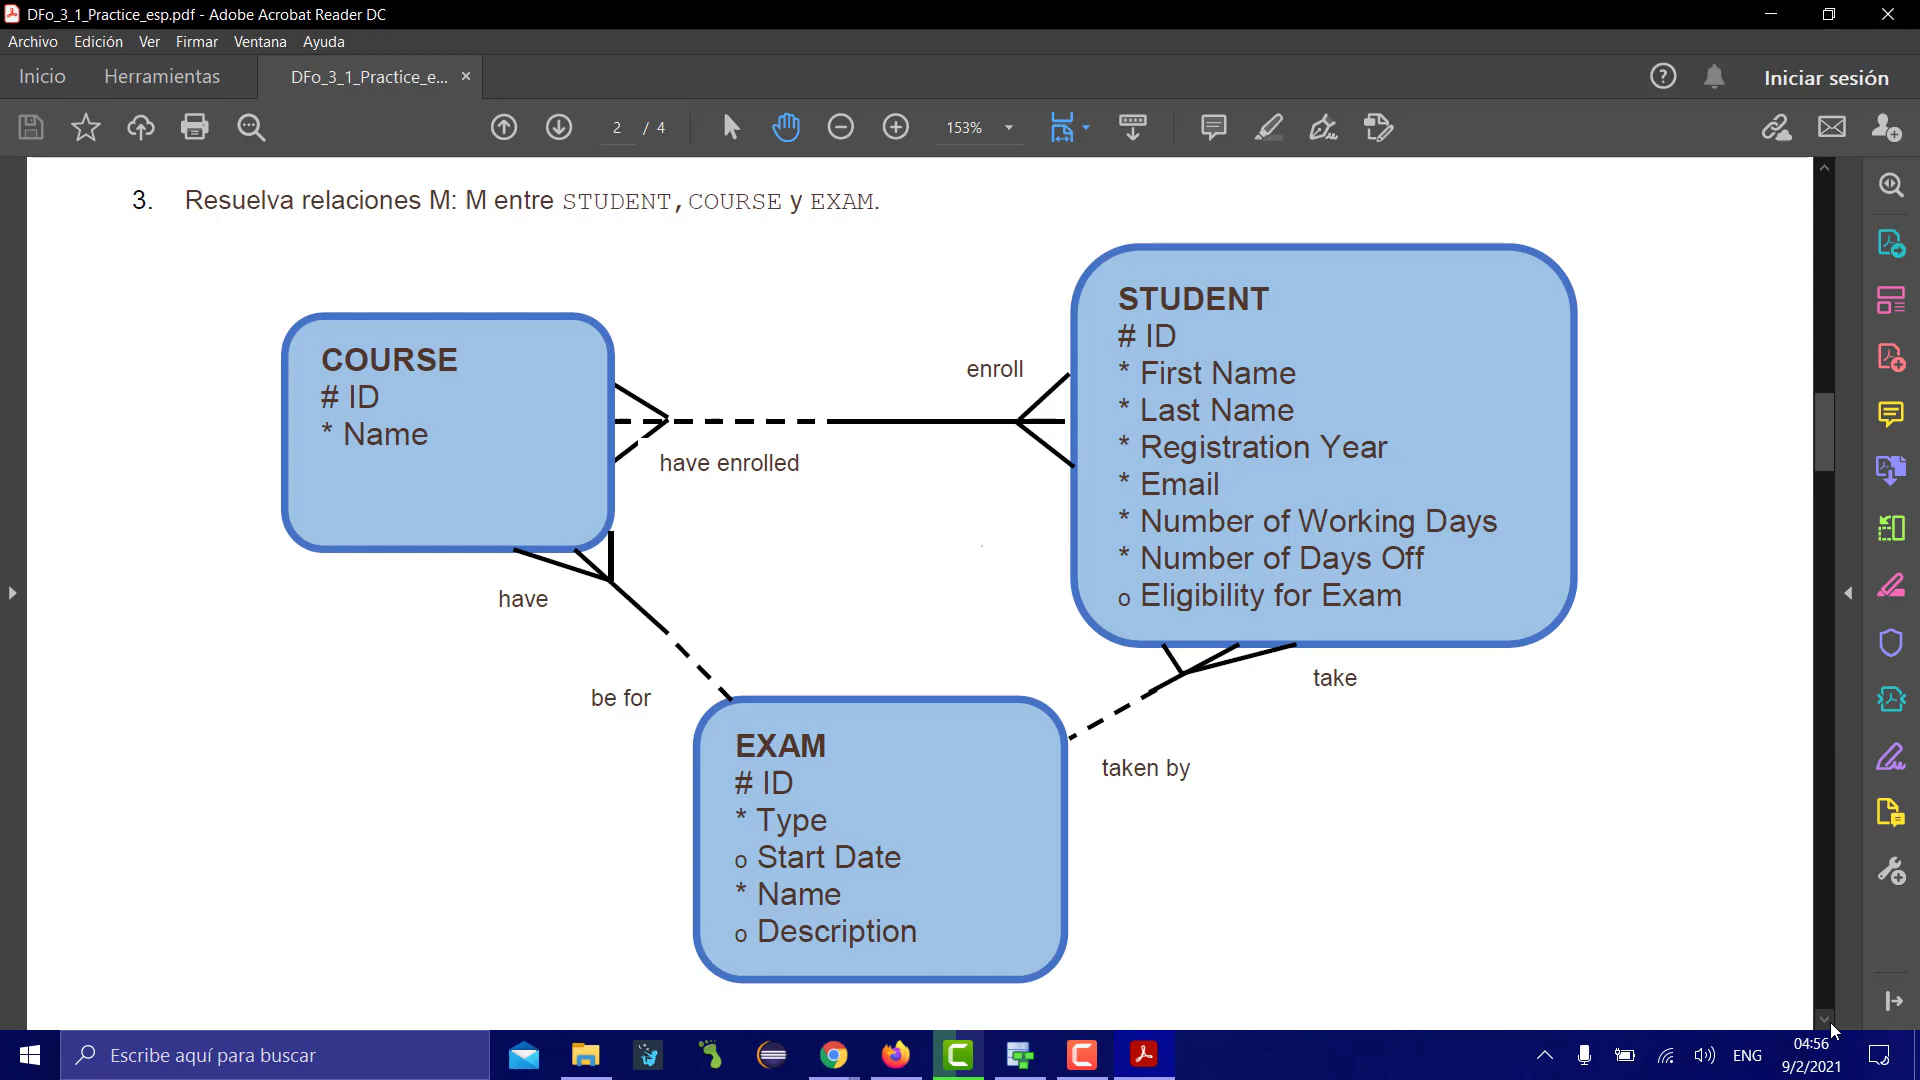 DFo_3_1_Practice_esp.pdf - Adobe Acrobat Reader DC
Archivo Edición Ver Firmar Ventana Ayuda
Inicio Herramientas DFo_3_1_Practice_e... × Iniciar sesión
2 / 4 153%
3. Resuelva relaciones M: M entre STUDENT, COURSE y EXAM.
COURSE
# ID
* Name
enroll
have enrolled
STUDENT
# ID
* First Name
* Last Name
* Registration Year
* Email
* Number of Working Days
* Number of Days Off
o Eligibility for Exam
have
be for
take
taken by
EXAM
# ID
* Type
o Start Date
* Name
o Description
Escribe aquí para buscar
ENG
04:56
9/2/2021